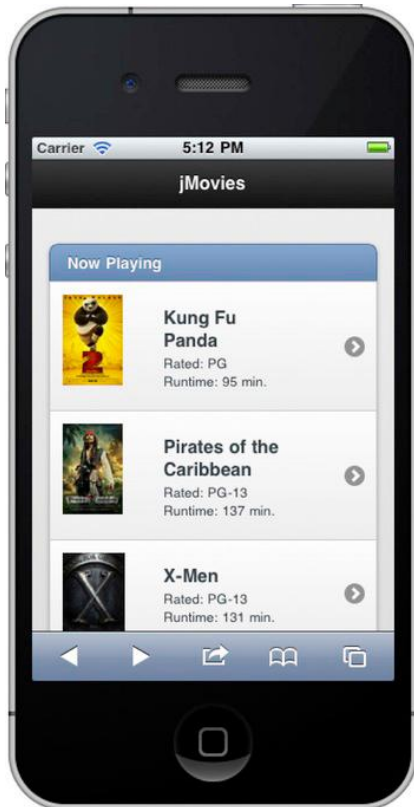 Carrier
5:12 PM
jMovies
Now Playing
Kung Fu
Panda
Rated: PG
Runtime: 95 min.
2
Pirates of the
Caribbean
Rated: PG-13
Runtime: 137 min.
X-Men
Rated: PG-13
Runtime: 131 min.